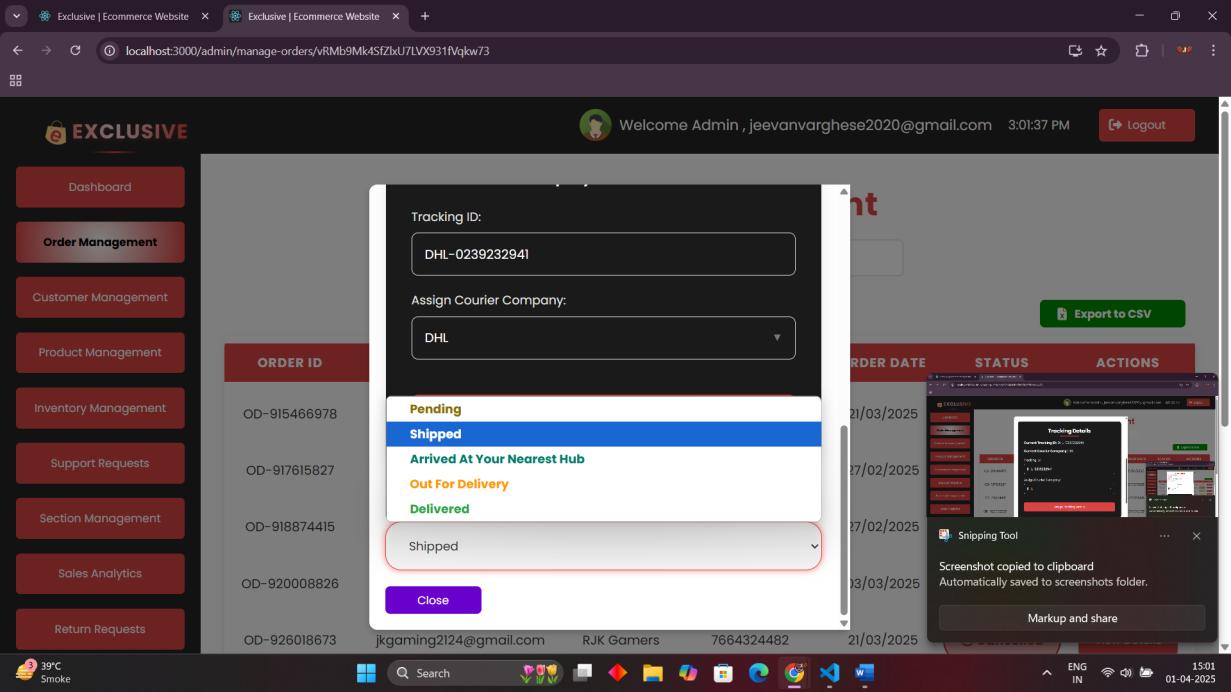 Exclusive | Ecommerce Website
Exclusive | Ecommerce Website
localhost:3000/admin/manage-orders/vRMb9Mk4SfZlxU7LVX931fVqkw73
EXCLUSIVE
Welcome Admin , jeevanvarghese2020@gmail.com
3:01:37 PM
Logout
Dashboard
Order Management
Customer Management
Product Management
Inventory Management
Support Requests
Section Management
Sales Analytics
Return Requests
Tracking ID:
DHL-0239232941
Assign Courier Company:
DHL
Pending
Shipped
Arrived At Your Nearest Hub
Out For Delivery
Delivered
Shipped
Close
Export to CSV
ORDER ID
STATUS
ACTIONS
OD-915466978
21/03/2025
OD-917615827
27/02/2025
OD-918874415
27/02/2025
OD-920008826
03/03/2025
OD-926018673 jkgaming2124@gmail.com RJK Gamers 7664324482 21/03/2025
Tracking Details
Snipping Tool
Screenshot copied to clipboard
Automatically saved to screenshots folder.
Markup and share
3
39°C
Smoke
Search
ENG
IN
15:01
01-04-2025